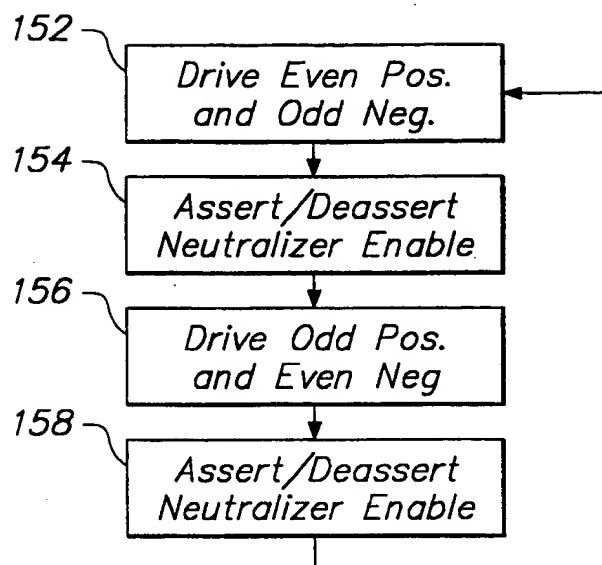 152
Drive Even Pos.
and Odd Neg.
154
Assert/Deassert
Neutralizer Enable
156
Drive Odd Pos.
and Even Neg
158
Assert/Deassert
Neutralizer Enable